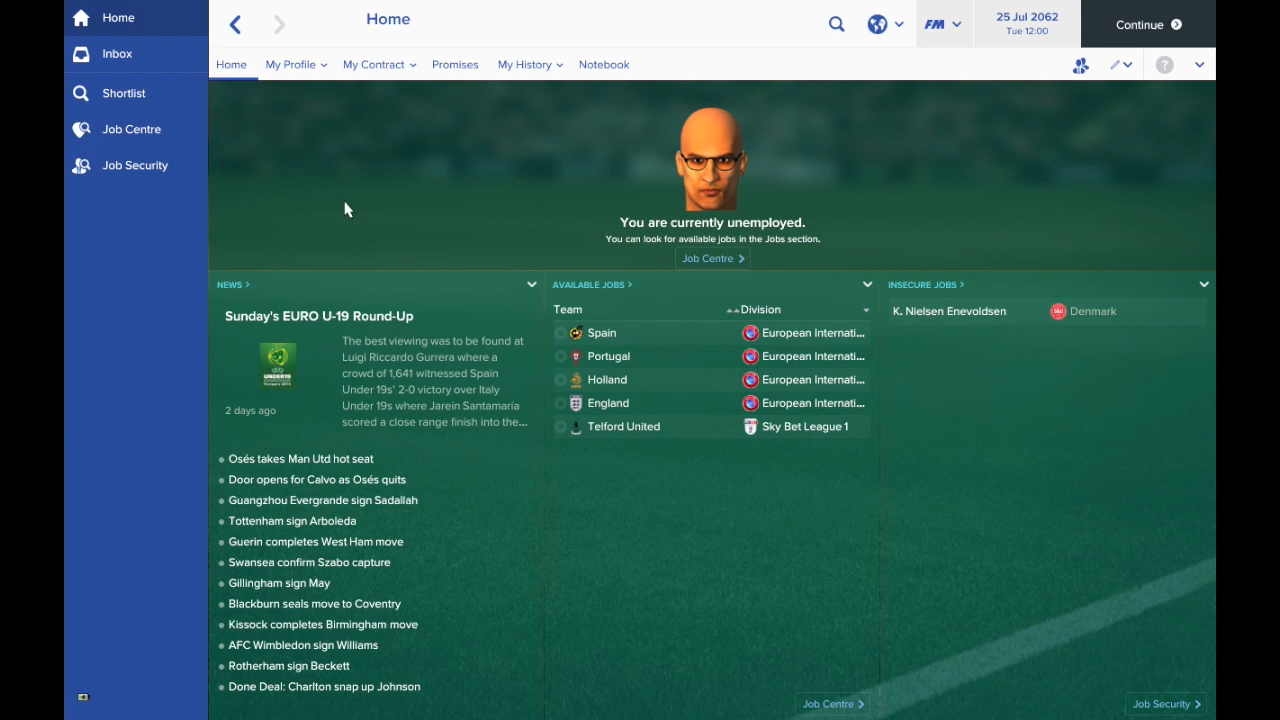 Home
Inbox
Shortlist
Job Centre
Job Security
Home
FM
25 Jul 2062
Tue 12:00
Continue
Home
My Profile
My Contract
Promises
My History
Notebook
?
You are currently unemployed.
You can look for available jobs in the Jobs section.
Job Centre >
NEWS >
Sunday's EURO U-19 Round-Up
The best viewing was to be found at
Luigi Riccardo Gurrera where a
crowd of 1,641 witnessed Spain
Under 19s' 2-0 victory over Italy
Under 19s where Jarein Santamaría
scored a close range finish into the...
2 days ago
Osés takes Man Utd hot seat
Door opens for Calvo as Osés quits
Guangzhou Evergrande sign Sadallah
Tottenham sign Arboleda
Guerin completes West Ham move
Swansea confirm Szabo capture
Gillingham sign May
Blackburn seals move to Coventry
Kissock completes Birmingham move
AFC Wimbledon sign Williams
Rotherham sign Beckett
Done Deal: Charlton snap up Johnson
AVAILABLE JOBS >
Team Division
Spain European Internati...
Portugal European Internati...
Holland European Internati...
England European Internati...
Telford United Sky Bet League 1
Job Centre >
INSECURE JOBS >
K. Nielsen Enevoldsen Denmark
Job Security >